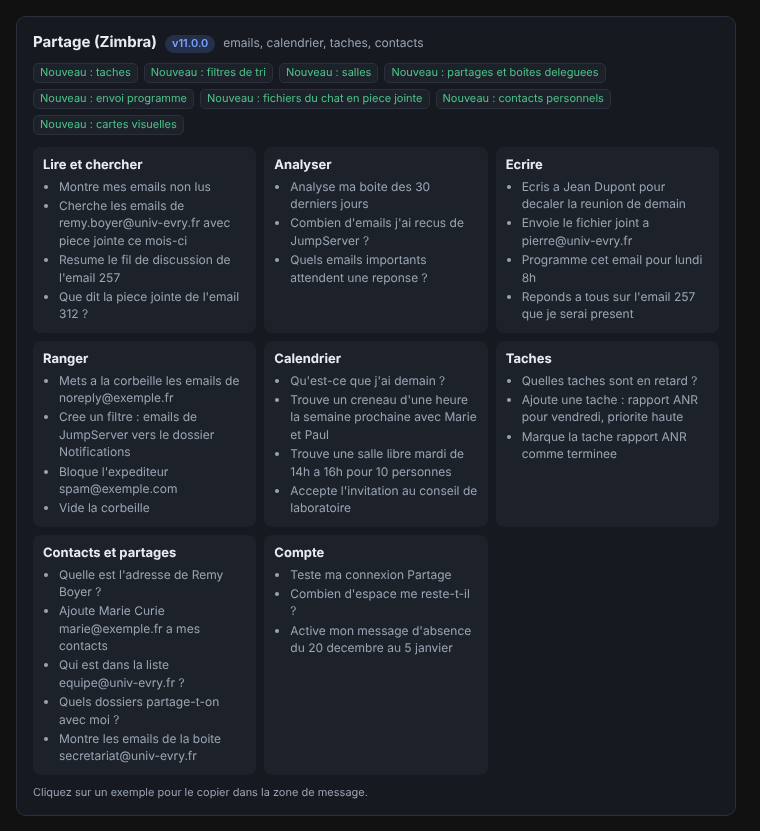 Partage (Zimbra) v11.0.0 emails, calendrier, taches, contacts
Nouveau : taches Nouveau : filtres de tri Nouveau : salles Nouveau : partages et boites deleguees
Nouveau : envoi programme Nouveau : fichiers du chat en piece jointe Nouveau : contacts personnels
Nouveau : cartes visuelles
Lire et chercher
• Montre mes emails non lus
• Cherche les emails de
remy.boyer@univ-evry.fr avec
piece jointe ce mois-ci
• Resume le fil de discussion de
l'email 257
• Que dit la piece jointe de l'email
312 ?
Analyser
• Analyse ma boite des 30
derniers jours
• Combien d'emails j'ai recus de
JumpServer ?
• Quels emails importants
attendent une reponse ?
Ecrire
• Ecris a Jean Dupont pour
decaler la reunion de demain
• Envoie le fichier joint a
pierre@univ-evry.fr
• Programme cet email pour lundi
8h
• Reponds a tous sur l'email 257
que je serai present
Ranger
• Mets a la corbeille les emails de
noreply@exemple.fr
• Cree un filtre : emails de
JumpServer vers le dossier
Notifications
• Bloque l'expediteur
spam@exemple.com
• Vide la corbeille
Calendrier
• Qu'est-ce que j'ai demain ?
• Trouve un creneau d'une heure
la semaine prochaine avec Marie
et Paul
• Trouve une salle libre mardi de
14h a 16h pour 10 personnes
• Accepte l'invitation au conseil de
laboratoire
Taches
• Quelles taches sont en retard ?
• Ajoute une tache : rapport ANR
pour vendredi, priorite haute
• Marque la tache rapport ANR
comme terminee
Contacts et partages
• Quelle est l'adresse de Remy
Boyer ?
• Ajoute Marie Curie
marie@exemple.fr a mes
contacts
• Qui est dans la liste
equipe@univ-evry.fr ?
• Quels dossiers partage-t-on
avec moi ?
• Montre les emails de la boite
secretariat@univ-evry.fr
Compte
• Teste ma connexion Partage
• Combien d'espace me reste-t-il
?
• Active mon message d'absence
du 20 decembre au 5 janvier
Cliquez sur un exemple pour le copier dans la zone de message.